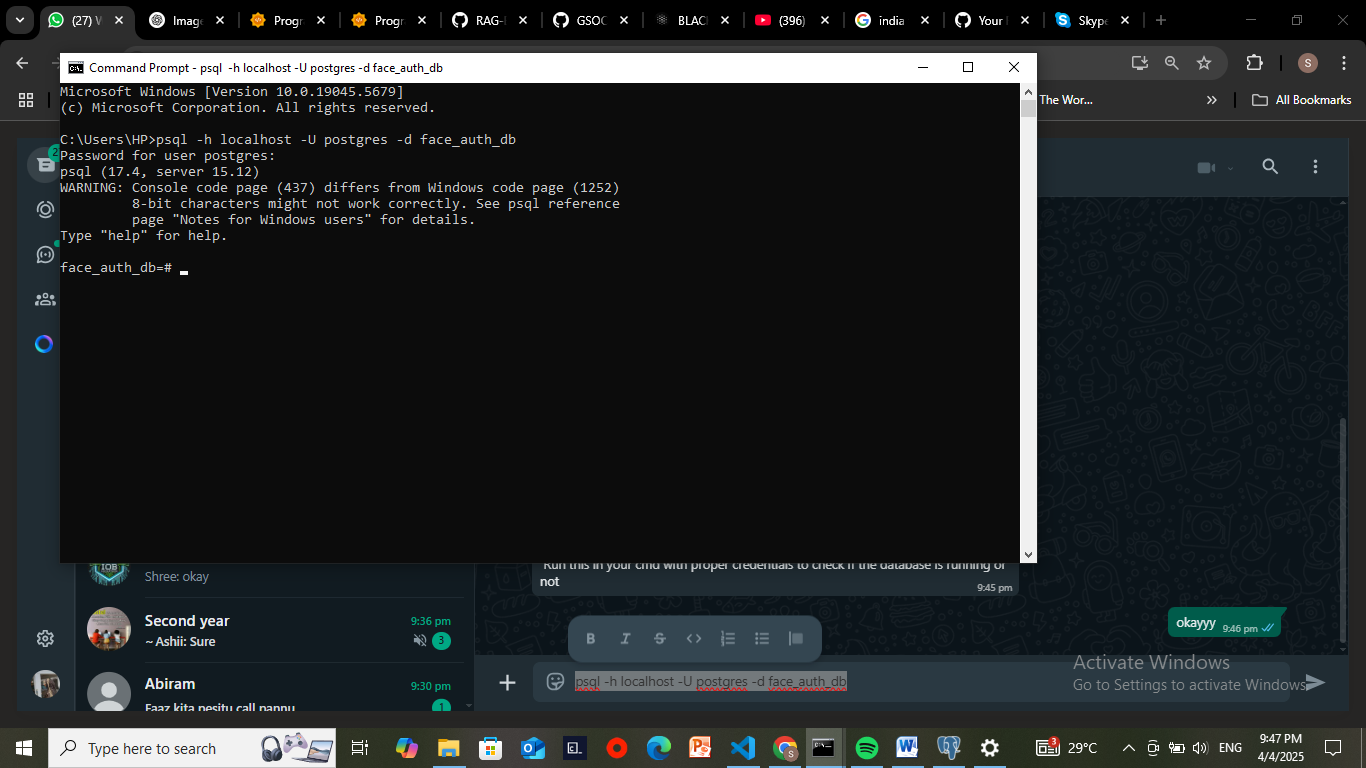 (27) W
Image
Progr
Progr
RAG-
GSOC
BLAC
(396)
india
Your
Skype
S
The Wor...
»
All Bookmarks
Command Prompt - psql  -h localhost -U postgres -d face_auth_db
Microsoft Windows [Version 10.0.19045.5679]
(c) Microsoft Corporation. All rights reserved.
C:\Users\HP>psql -h localhost -U postgres -d face_auth_db
Password for user postgres:
psql (17.4, server 15.12)
WARNING: Console code page (437) differs from Windows code page (1252)
         8-bit characters might not work correctly. See psql reference
         page "Notes for Windows users" for details.
Type "help" for help.
face_auth_db=#
IOB
Shree: okay
Second year
9:36 pm
~ Ashii: Sure
3
Abiram
9:30 pm
Faaz kita pesitu call pannu
1
Run this in your cmd with proper credentials to check if the database is running or
not
9:45 pm
okayyy 9:46 pm
B I S <>
psql -h localhost -U postgres -d face_auth_db
Activate Windows
Go to Settings to activate Windows.
Type here to search
3
29°C
ENG
9:47 PM
4/4/2025